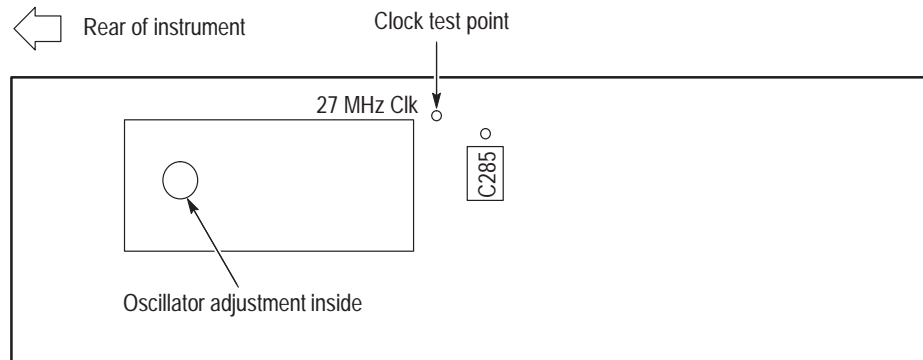 Rear of instrument
Clock test point
27 MHz Clk
C285
Oscillator adjustment inside